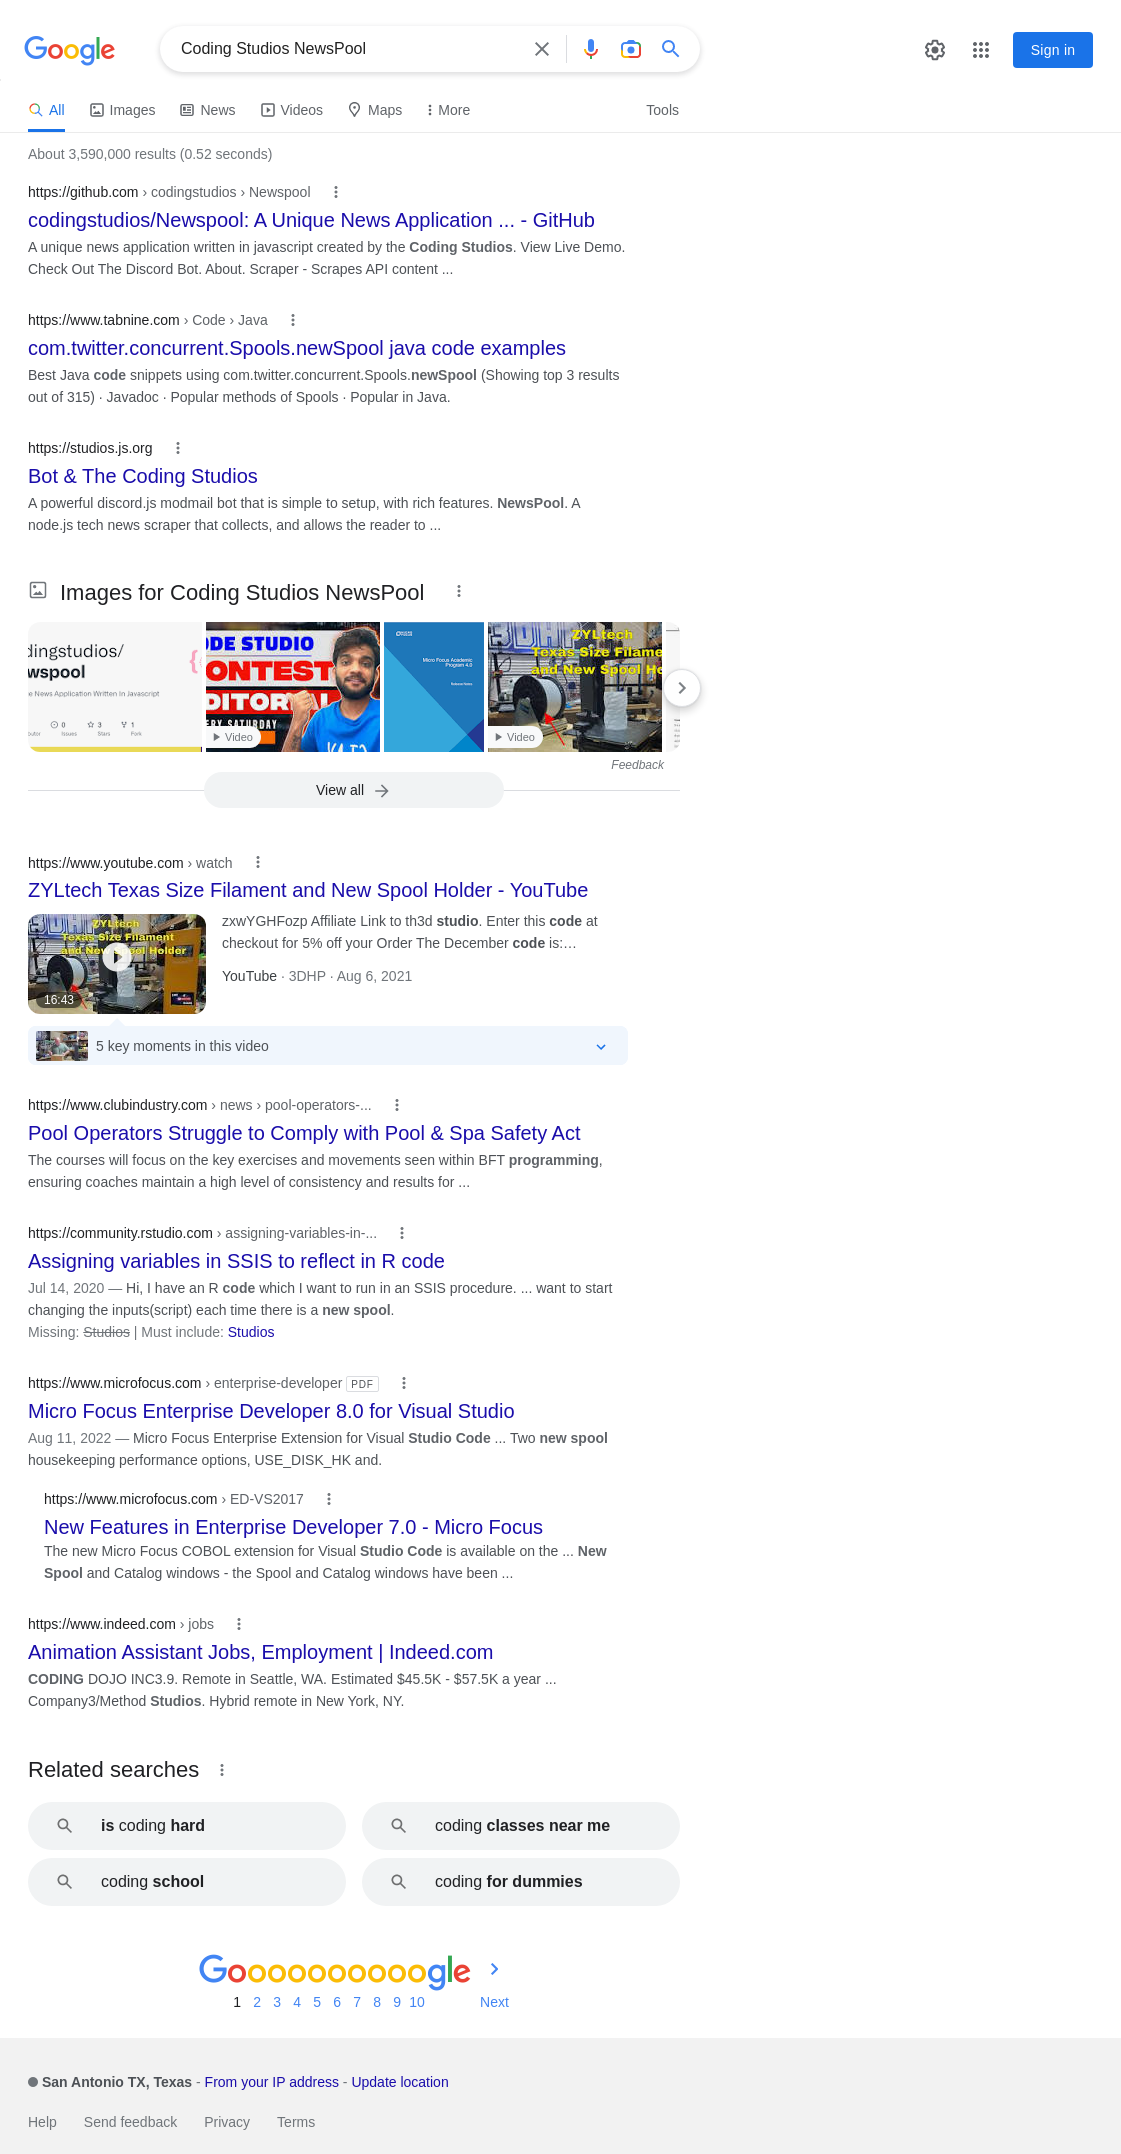 Google
Coding Studios NewsPool
Sign in
All
Images
News
Videos
Maps
More
Tools
About 3,590,000 results (0.52 seconds)
https://github.com › codingstudios › Newspool
codingstudios/Newspool: A Unique News Application ... - GitHub
A unique news application written in javascript created by the Coding Studios. View Live Demo.
Check Out The Discord Bot. About. Scraper - Scrapes API content ...
https://www.tabnine.com › Code › Java
com.twitter.concurrent.Spools.newSpool java code examples
Best Java code snippets using com.twitter.concurrent.Spools.newSpool (Showing top 3 results
out of 315) · Javadoc · Popular methods of Spools · Popular in Java.
https://studios.js.org
Bot & The Coding Studios
A powerful discord.js modmail bot that is simple to setup, with rich features. NewsPool. A
node.js tech news scraper that collects, and allows the reader to ...
Images for Coding Studios NewsPool
dingstudios/
wspool
e News Application Written In Javascript
0
3
1
Issues
Stars
Fork
ODE STUDIO
ONTEST
DITORIAL
ERY SATURDAY
Video
Micro Focus Academic
Program 4.0
Release Notes
ZYLtech
Texas Size Filame
and New Spool Ho
Video
Feedback
View all
https://www.youtube.com › watch
ZYLtech Texas Size Filament and New Spool Holder - YouTube
ZYLtech
Texas Size Filament
and New Spool Holder
16:43
zxwYGHFozp Affiliate Link to th3d studio. Enter this code at
checkout for 5% off your Order The December code is:...
YouTube · 3DHP · Aug 6, 2021
5 key moments in this video
https://www.clubindustry.com › news › pool-operators-...
Pool Operators Struggle to Comply with Pool & Spa Safety Act
The courses will focus on the key exercises and movements seen within BFT programming,
ensuring coaches maintain a high level of consistency and results for ...
https://community.rstudio.com › assigning-variables-in-...
Assigning variables in SSIS to reflect in R code
Jul 14, 2020 — Hi, I have an R code which I want to run in an SSIS procedure. ... want to start
changing the inputs(script) each time there is a new spool.
Missing: Studios | Must include: Studios
https://www.microfocus.com › enterprise-developer PDF
Micro Focus Enterprise Developer 8.0 for Visual Studio
Aug 11, 2022 — Micro Focus Enterprise Extension for Visual Studio Code ... Two new spool
housekeeping performance options, USE_DISK_HK and.
https://www.microfocus.com › ED-VS2017
New Features in Enterprise Developer 7.0 - Micro Focus
The new Micro Focus COBOL extension for Visual Studio Code is available on the ... New
Spool and Catalog windows - the Spool and Catalog windows have been ...
https://www.indeed.com › jobs
Animation Assistant Jobs, Employment | Indeed.com
CODING DOJO INC3.9. Remote in Seattle, WA. Estimated $45.5K - $57.5K a year ...
Company3/Method Studios. Hybrid remote in New York, NY.
Related searches
is coding hard
coding classes near me
coding school
coding for dummies
Goooooooooogle
1 2 3 4 5 6 7 8 9 10 Next
San Antonio TX, Texas - From your IP address - Update location
Help Send feedback Privacy Terms